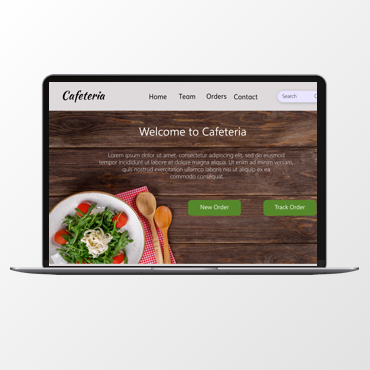 Cafeteria
Home Team Orders Contact Search
Welcome to Cafeteria
Lorem ipsum dolor sit amet, consectetur adipiscing elit, sed do eiusmod
tempor incididunt ut labore et dolore magna aliqua. Ut enim ad minim veniam,
quis nostrud exercitation ullamco laboris nisi ut aliquip ex ea
commodo consequat.
New Order Track Order